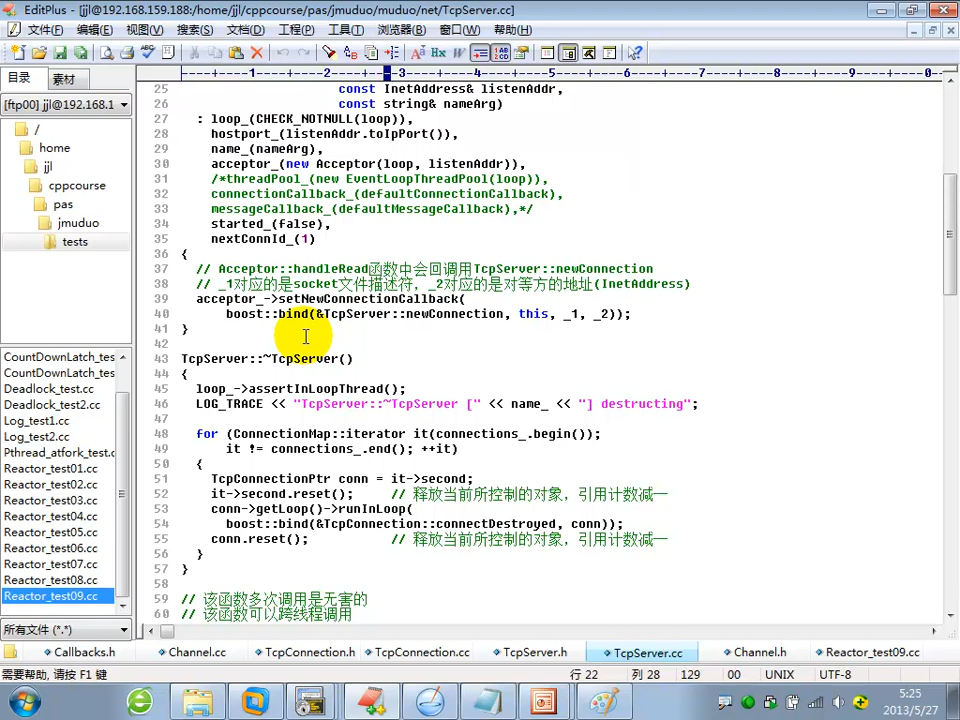 EditPlus - [jjl@192.168.159.188:/home/jjl/cppcourse/pas/jmuduo/muduo/net/TcpServer.cc]
文件(F) 编辑(E) 视图(V) 搜索(S) 文档(D) 工程(P) 工具(T) 浏览器(B) 窗口(W) 帮助(H)
目录 素材
[ftp00] jjl@192.168.1
/
home
jjl
cppcourse
pas
jmuduo
tests
CountDownLatch_test.
CountDownLatch_test.
Deadlock_test.cc
Deadlock_test2.cc
Log_test1.cc
Log_test2.cc
Pthread_atfork_test.c
Reactor_test01.cc
Reactor_test02.cc
Reactor_test03.cc
Reactor_test04.cc
Reactor_test05.cc
Reactor_test06.cc
Reactor_test07.cc
Reactor_test08.cc
Reactor_test09.cc
所有文件 (*.*)
----+----1----+----2----+----3----+----4----+----5----+----6----+----7----+----8----+----9----+----0--
25 const InetAddress& listenAddr,
26 const string& nameArg)
27 : loop_(CHECK_NOTNULL(loop)),
28 hostport_(listenAddr.toIpPort()),
29 name_(nameArg),
30 acceptor_(new Acceptor(loop, listenAddr)),
31 /*threadPool_(new EventLoopThreadPool(loop)),
32 connectionCallback_(defaultConnectionCallback),
33 messageCallback_(defaultMessageCallback),*/
34 started_(false),
35 nextConnId_(1)
36 {
37 // Acceptor::handleRead函数中会回调用TcpServer::newConnection
38 // _1对应的是socket文件描述符，_2对应的是对等方的地址(InetAddress)
39 acceptor_->setNewConnectionCallback(
40 boost::bind(&TcpServer::newConnection, this, _1, _2));
41 }
42
43 TcpServer::~TcpServer()
44 {
45 loop_->assertInLoopThread();
46 LOG_TRACE << "TcpServer::~TcpServer [" << name_ << "] destructing";
47
48 for (ConnectionMap::iterator it(connections_.begin());
49 it != connections_.end(); ++it)
50 {
51 TcpConnectionPtr conn = it->second;
52 it->second.reset(); // 释放当前所控制的对象，引用计数减一
53 conn->getLoop()->runInLoop(
54 boost::bind(&TcpConnection::connectDestroyed, conn));
55 conn.reset(); // 释放当前所控制的对象，引用计数减一
56 }
57 }
58
59 // 该函数多次调用是无害的
60 // 该函数可以跨线程调用
Callbacks.h Channel.cc TcpConnection.h TcpConnection.cc TcpServer.h TcpServer.cc Channel.h Reactor_test09.cc
需要帮助, 请按 F1 键 行 22 列 28 129 00 UNIX UTF-8
5:25
2013/5/27